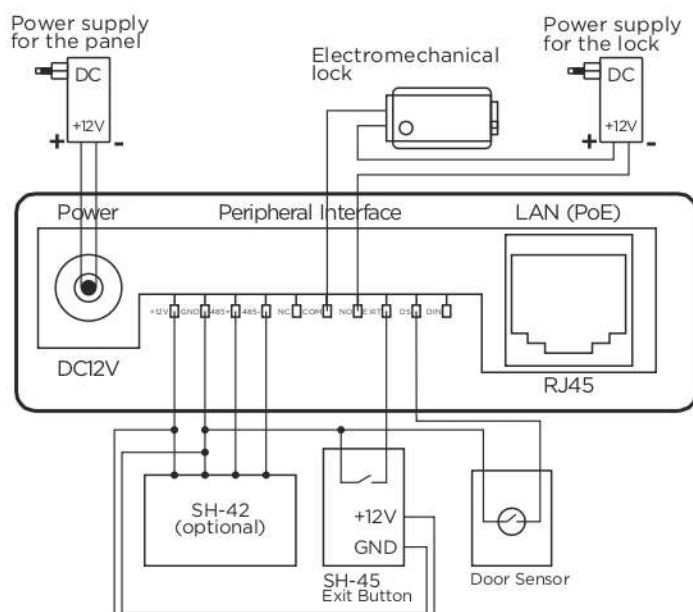 Power supply
for the panel
Electromechanical
lock
Power supply
for the lock
DC
+12V
+ -
DC
+12V
+ -
Power
Peripheral Interface
LAN (PoE)
+12V GND 485+ 485- NC COM NO EXIT DS DIN
DC12V
RJ45
SH-42
(optional)
+12V
GND
SH-45
Exit Button
Door Sensor